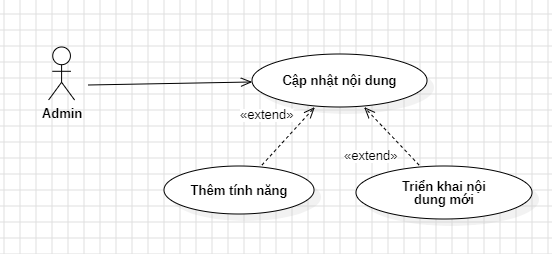 Cập nhật nội dung
Admin
«extend»
«extend»
Thêm tính năng
Triển khai nội
dung mới